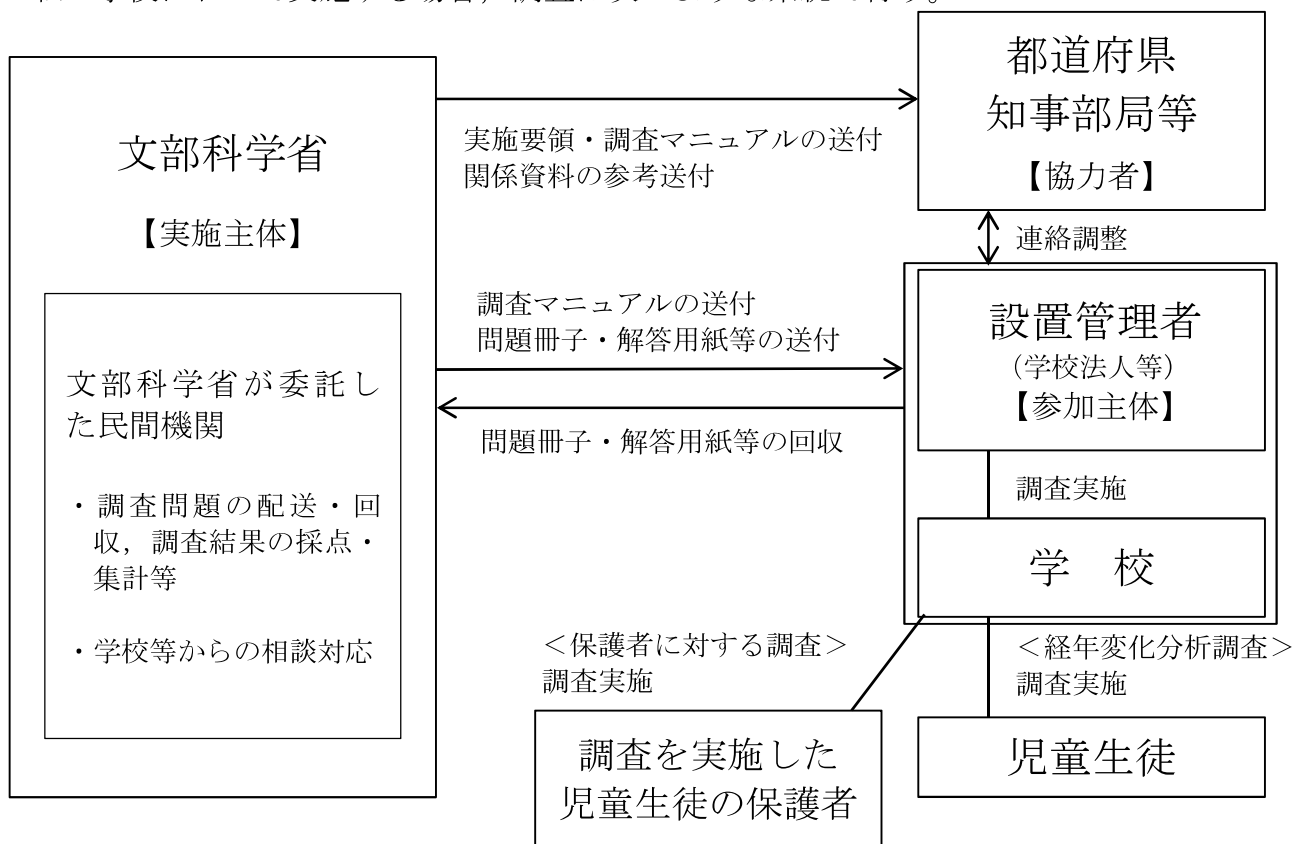 文部科学省
【実施主体】
文部科学省が委託し
た民間機関
・調査問題の配送・回
収，調査結果の採点・
集計等
・学校等からの相談対応
実施要領・調査マニュアルの送付
関係資料の参考送付
都道府県
知事部局等
【協力者】
連絡調整
調査マニュアルの送付
問題冊子・解答用紙等の送付
問題冊子・解答用紙等の回収
設置管理者
（学校法人等）
【参加主体】
調査実施
学　校
＜保護者に対する調査＞
調査実施
＜経年変化分析調査＞
調査実施
調査を実施した
児童生徒の保護者
児童生徒